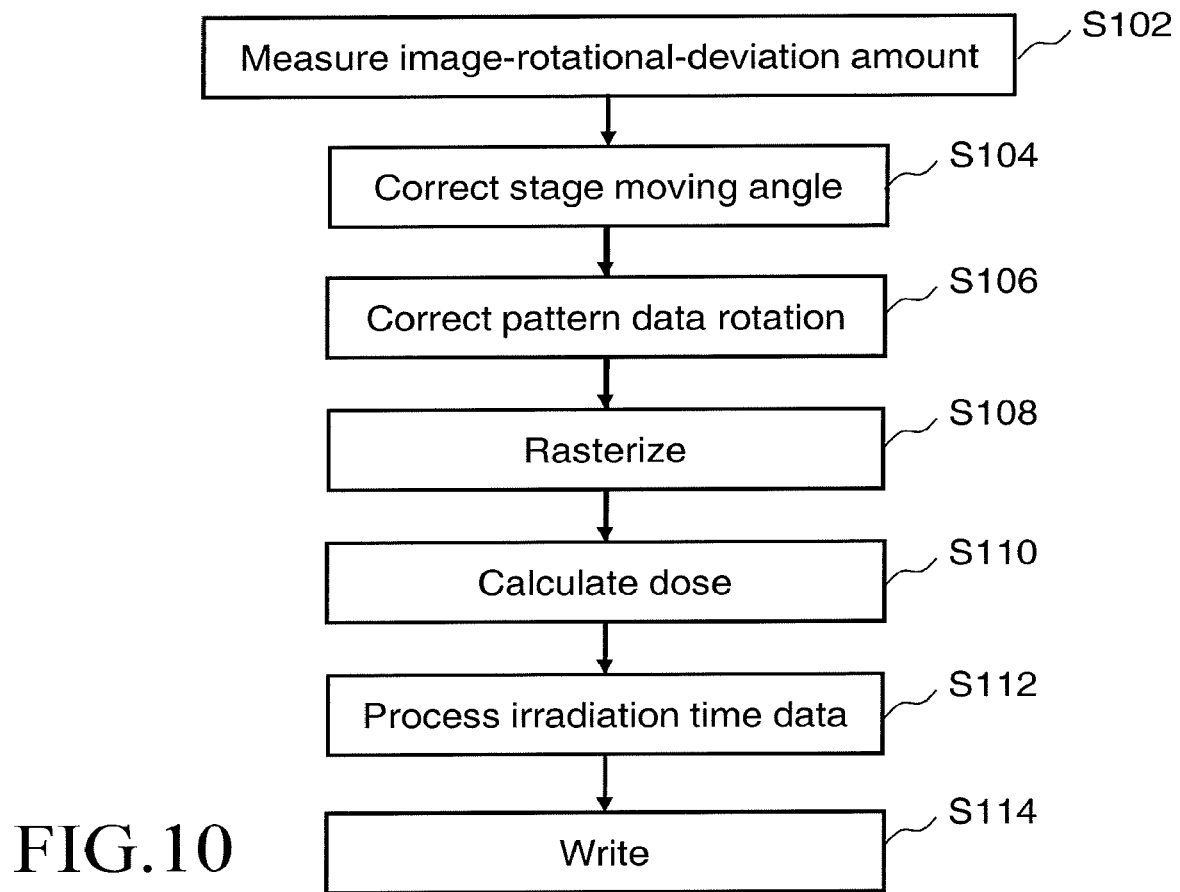 S102
Measure image-rotational-deviation amount
S104
Correct stage moving angle
S106
Correct pattern data rotation
S108
Rasterize
S110
Calculate dose
S112
Process irradiation time data
S114
Write
FIG.10